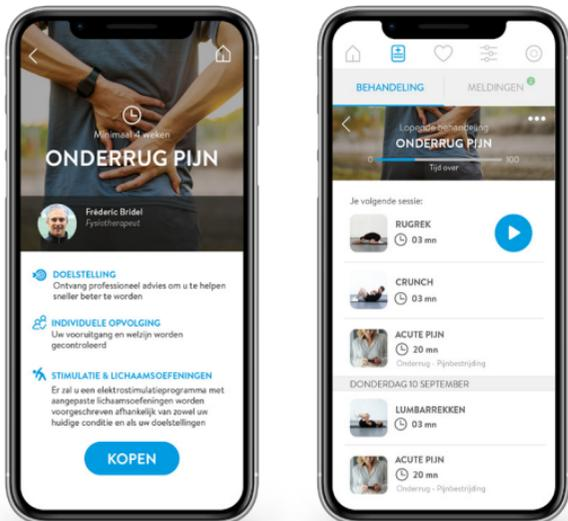 Minimaal 4 weken
ONDERRUG PIJN
Fréderic Bridel
Fysiotherapeut
DOELSTELLING
Ontvang professioneel advies om u te helpen
sneller beter te worden
INDIVIDUELE OPVOLGING
Uw vooruitgang en welzijn worden
gecontroleerd
STIMULATIE & LICHAAMSOEFENINGEN
Er zal u een elektrostimulatieprogramma met
aangepaste lichaamsoefeningen worden
voorgeschreven afhankelijk van zowel uw
huidige conditie en als uw doelstellingen
KOPEN
BEHANDELING
MELDINGEN 2
Lopende behandeling
ONDERRUG PIJN
0 100
Tijd over
Je volgende sessie:
RUGREK
03 mn
CRUNCH
03 mn
ACUTE PIJN
20 mn
Onderrug - Pijnbestrijding
DONDERDAG 10 SEPTEMBER
LUMBARREKKEN
03 mn
ACUTE PIJN
20 mn
Onderrug - Pijnbestrijding